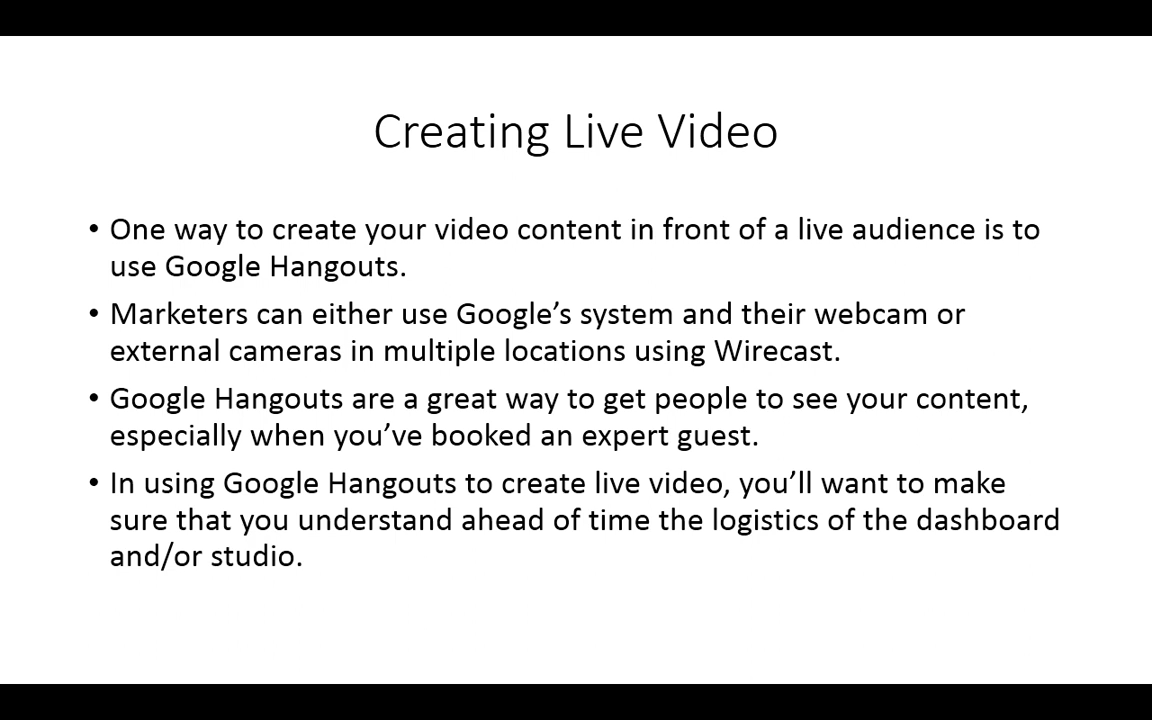 Creating Live Video
• One way to create your video content in front of a live audience is to
use Google Hangouts.
• Marketers can either use Google’s system and their webcam or
external cameras in multiple locations using Wirecast.
• Google Hangouts are a great way to get people to see your content,
especially when you’ve booked an expert guest.
• In using Google Hangouts to create live video, you’ll want to make
sure that you understand ahead of time the logistics of the dashboard
and/or studio.